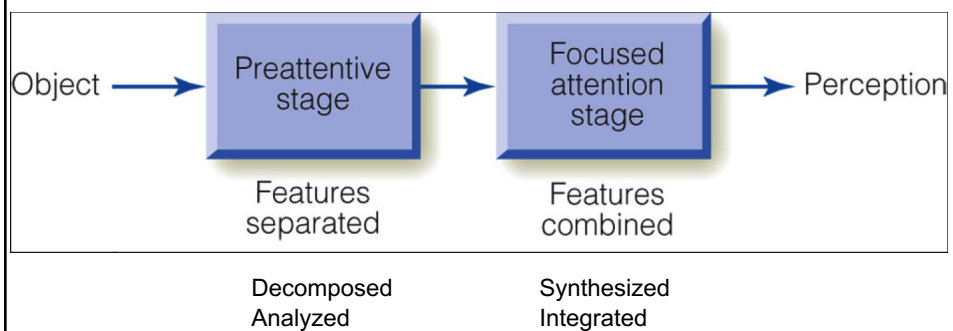 Object
Preattentive
stage
Focused
attention
stage
Perception
Features
separated
Features
combined
Decomposed
Analyzed
Synthesized
Integrated